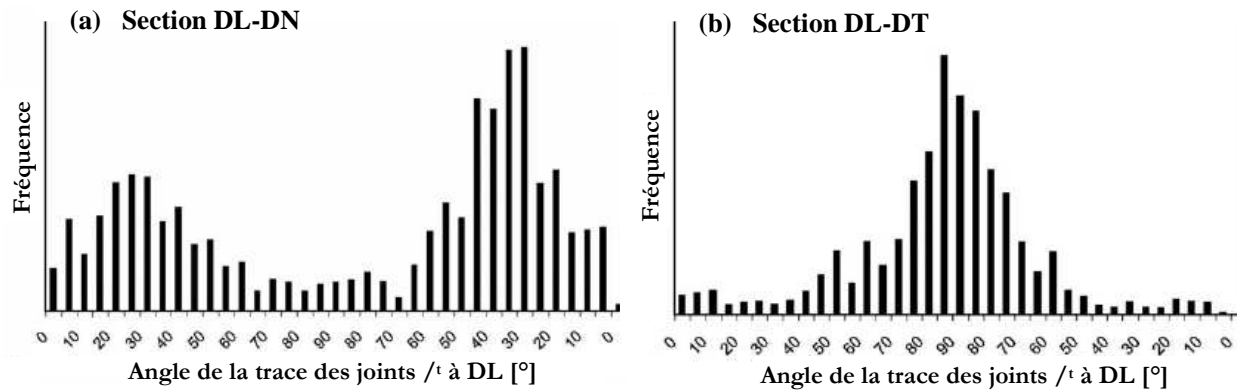 (a) Section DL-DN
Fréquence
0 10 20 30 40 50 60 70 80 90 80 70 60 50 40 30 20 10 0
Angle de la trace des joints /ᵗ à DL [°]
(b) Section DL-DT
Fréquence
0 10 20 30 40 50 60 70 80 90 80 70 60 50 40 30 20 10 0
Angle de la trace des joints /ᵗ à DL [°]